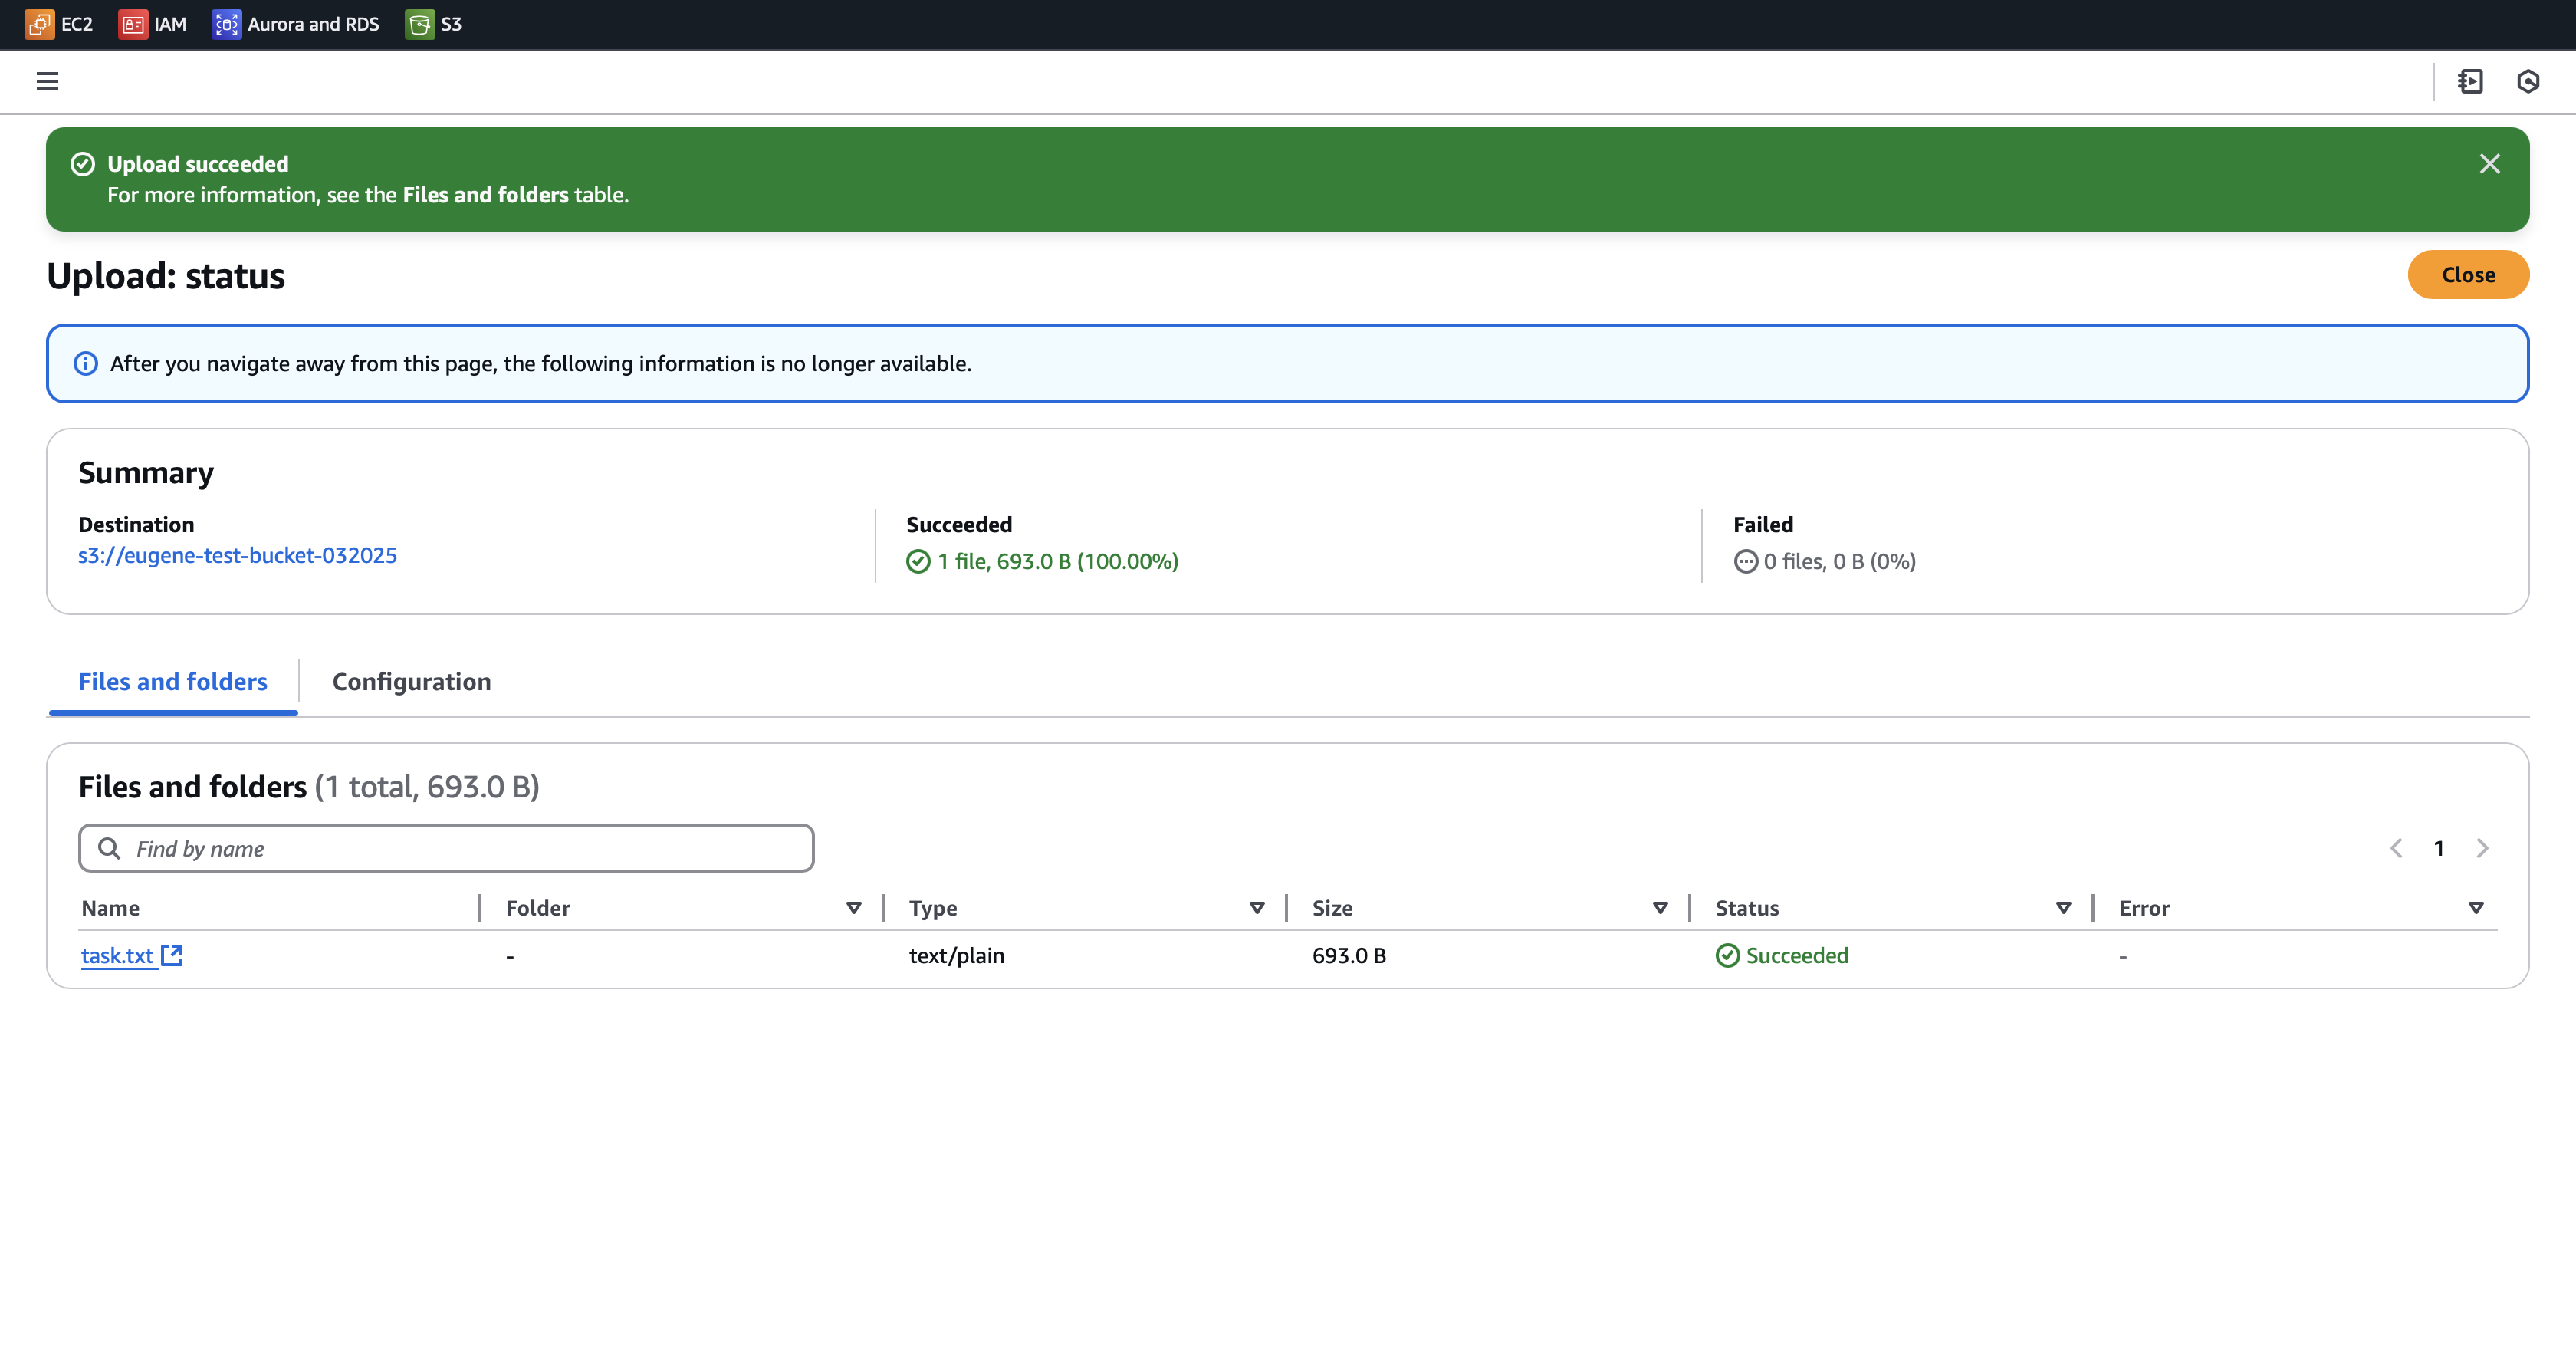 EC2 IAM Aurora and RDS S3
Upload succeeded
For more information, see the Files and folders table.
Upload: status
Close
After you navigate away from this page, the following information is no longer available.
Summary
Destination
s3://eugene-test-bucket-032025
Succeeded
1 file, 693.0 B (100.00%)
Failed
0 files, 0 B (0%)
Files and folders Configuration
Files and folders (1 total, 693.0 B)
Find by name
1
Name Folder Type Size Status Error
task.txt - text/plain 693.0 B Succeeded -